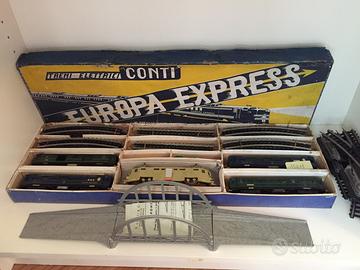 TRENI ELETTRICI CONTI
EUROPA EXPRESS
subito